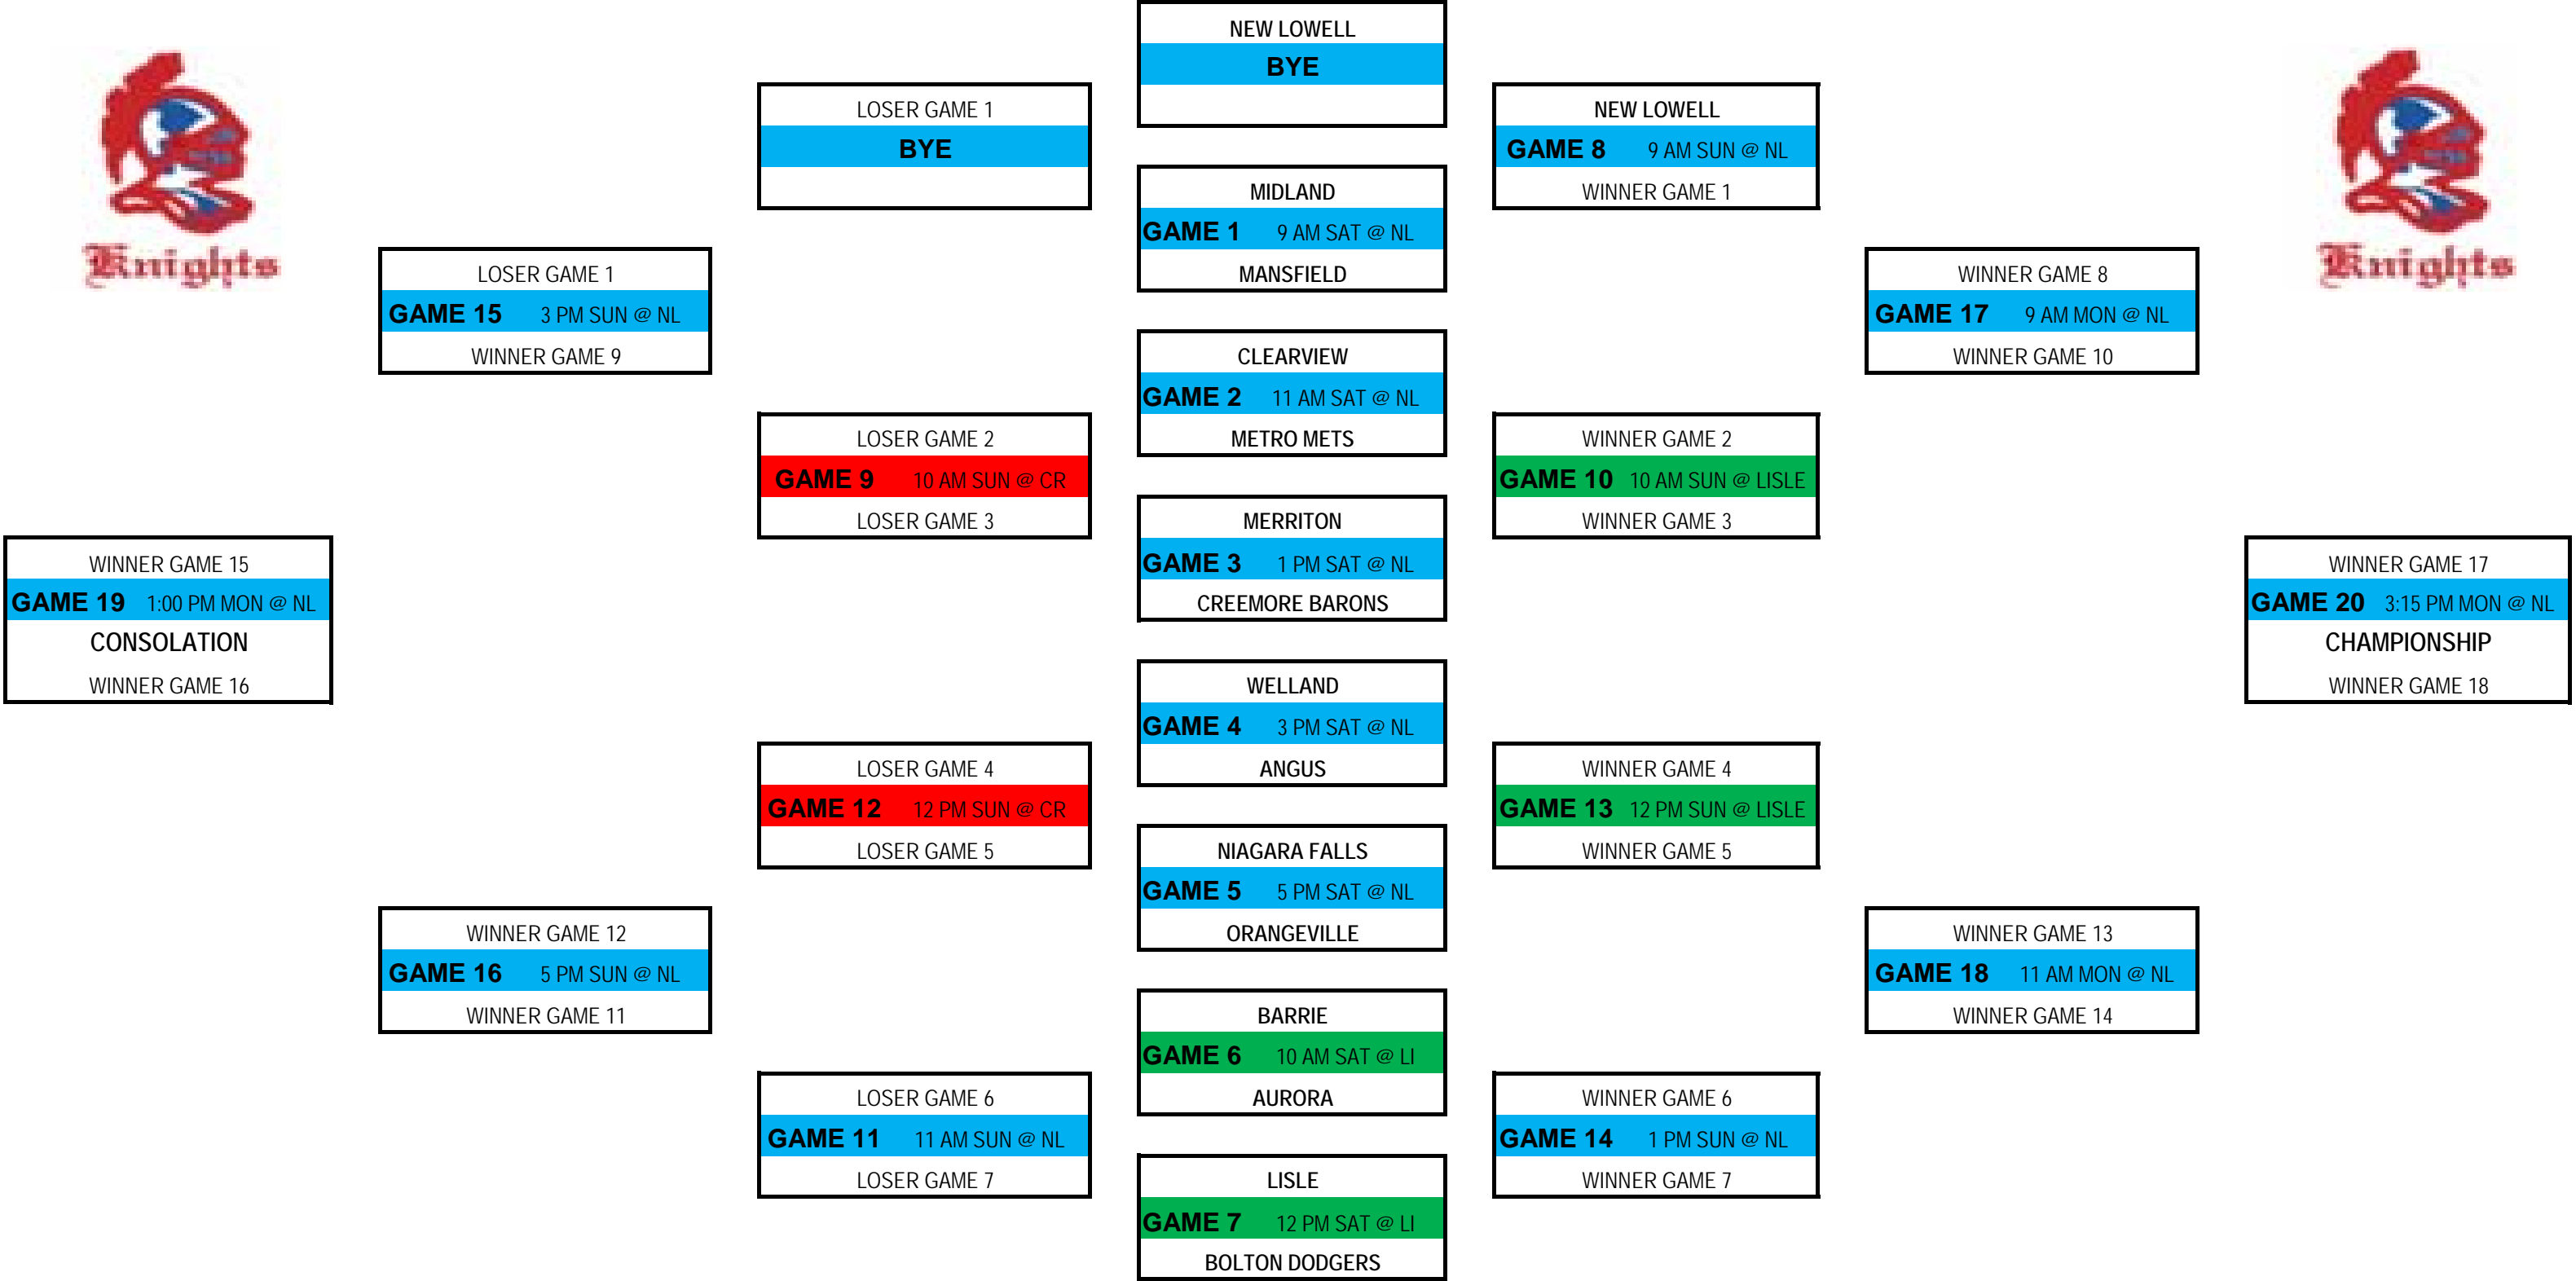 NEW LOWELL
BYE
LOSER GAME 1
BYE
NEW LOWELL
GAME 8 9 AM SUN @ NL
WINNER GAME 1
MIDLAND
GAME 1 9 AM SAT @ NL
MANSFIELD
Knights
Knights
LOSER GAME 1
GAME 15 3 PM SUN @ NL
WINNER GAME 9
WINNER GAME 8
GAME 17 9 AM MON @ NL
WINNER GAME 10
CLEARVIEW
GAME 2 11 AM SAT @ NL
METRO METS
LOSER GAME 2
GAME 9 10 AM SUN @ CR
LOSER GAME 3
WINNER GAME 2
GAME 10 10 AM SUN @ LISLE
WINNER GAME 3
MERRITON
GAME 3 1 PM SAT @ NL
CREEMORE BARONS
WINNER GAME 15
GAME 19 1:00 PM MON @ NL
CONSOLATION
WINNER GAME 16
WINNER GAME 17
GAME 20 3:15 PM MON @ NL
CHAMPIONSHIP
WINNER GAME 18
WELLAND
GAME 4 3 PM SAT @ NL
ANGUS
LOSER GAME 4
GAME 12 12 PM SUN @ CR
LOSER GAME 5
WINNER GAME 4
GAME 13 12 PM SUN @ LISLE
WINNER GAME 5
NIAGARA FALLS
GAME 5 5 PM SAT @ NL
ORANGEVILLE
WINNER GAME 12
GAME 16 5 PM SUN @ NL
WINNER GAME 11
WINNER GAME 13
GAME 18 11 AM MON @ NL
WINNER GAME 14
BARRIE
GAME 6 10 AM SAT @ LI
AURORA
LOSER GAME 6
GAME 11 11 AM SUN @ NL
LOSER GAME 7
WINNER GAME 6
GAME 14 1 PM SUN @ NL
WINNER GAME 7
LISLE
GAME 7 12 PM SAT @ LI
BOLTON DODGERS